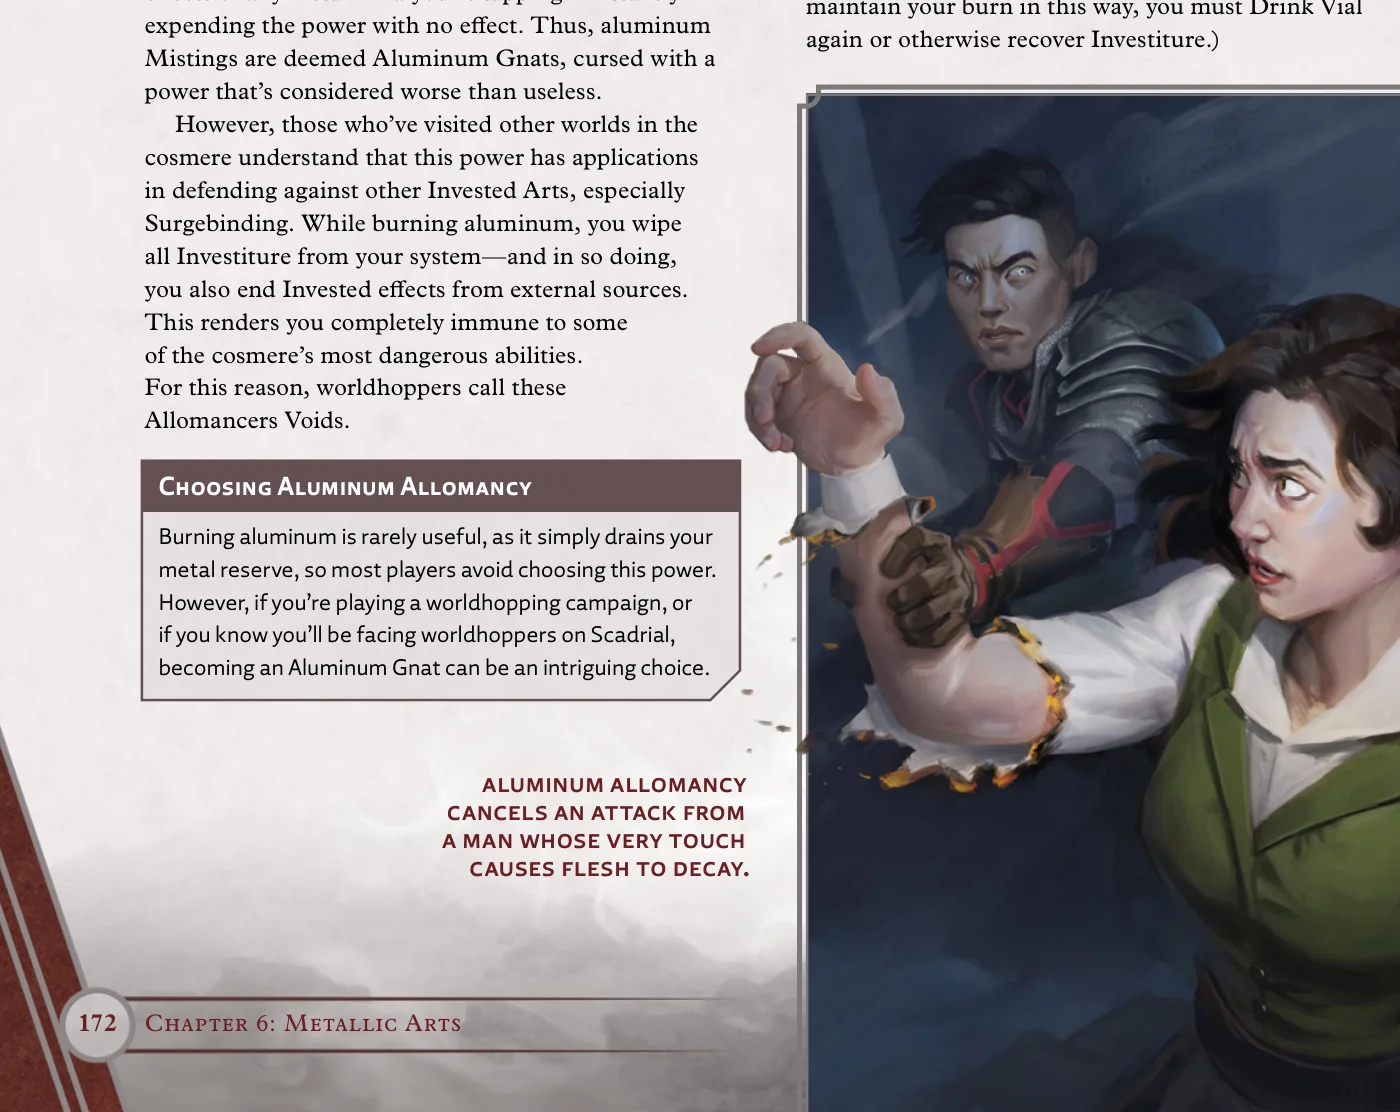 expending the power with no effect. Thus, aluminum
Mistings are deemed Aluminum Gnats, cursed with a
power that’s considered worse than useless.
However, those who’ve visited other worlds in the
cosmere understand that this power has applications
in defending against other Invested Arts, especially
Surgebinding. While burning aluminum, you wipe
all Investiture from your system—and in so doing,
you also end Invested effects from external sources.
This renders you completely immune to some
of the cosmere’s most dangerous abilities.
For this reason, worldhoppers call these
Allomancers Voids.
Choosing Aluminum Allomancy
Burning aluminum is rarely useful, as it simply drains your
metal reserve, so most players avoid choosing this power.
However, if you’re playing a worldhopping campaign, or
if you know you’ll be facing worldhoppers on Scadrial,
becoming an Aluminum Gnat can be an intriguing choice.
ALUMINUM ALLOMANCY
CANCELS AN ATTACK FROM
A MAN WHOSE VERY TOUCH
CAUSES FLESH TO DECAY.
maintain your burn in this way, you must Drink Vial
again or otherwise recover Investiture.)
172 Chapter 6: Metallic Arts